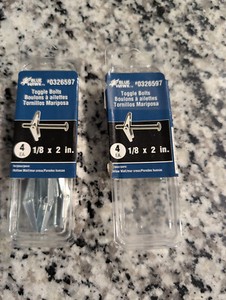 BLUE HAWK #0326597
Toggle Bolts
Boulons à ailettes
Tornillos Mariposa
4
1/8 x 2 in.
BLUE HAWK #0326597
Toggle Bolts
Boulons à ailettes
Tornillos Mariposa
4
1/8 x 2 in.